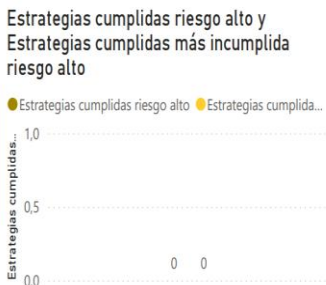 Estrategias cumplidas riesgo alto y
Estrategias cumplidas más incumplida
riesgo alto
Estrategias cumplidas riesgo alto Estrategias cumplida...
Estrategias cumplidas...
1,0
0,5
0 0
0,0